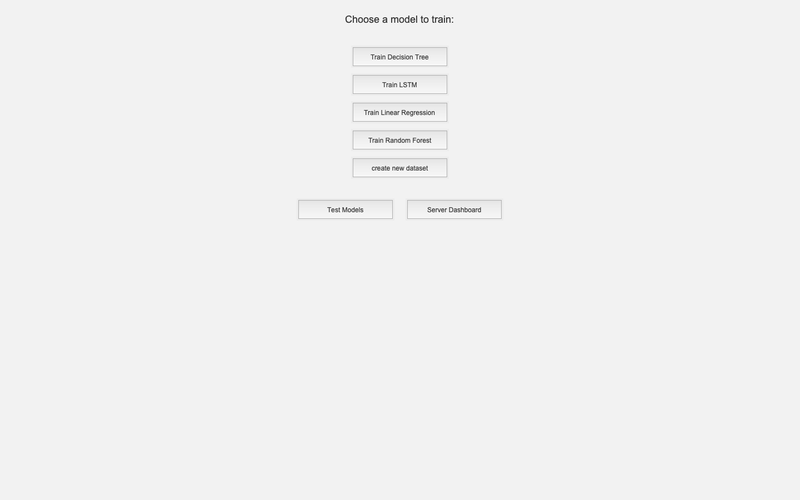 Choose a model to train:
Train Decision Tree
Train LSTM
Train Linear Regression
Train Random Forest
create new dataset
Test Models
Server Dashboard